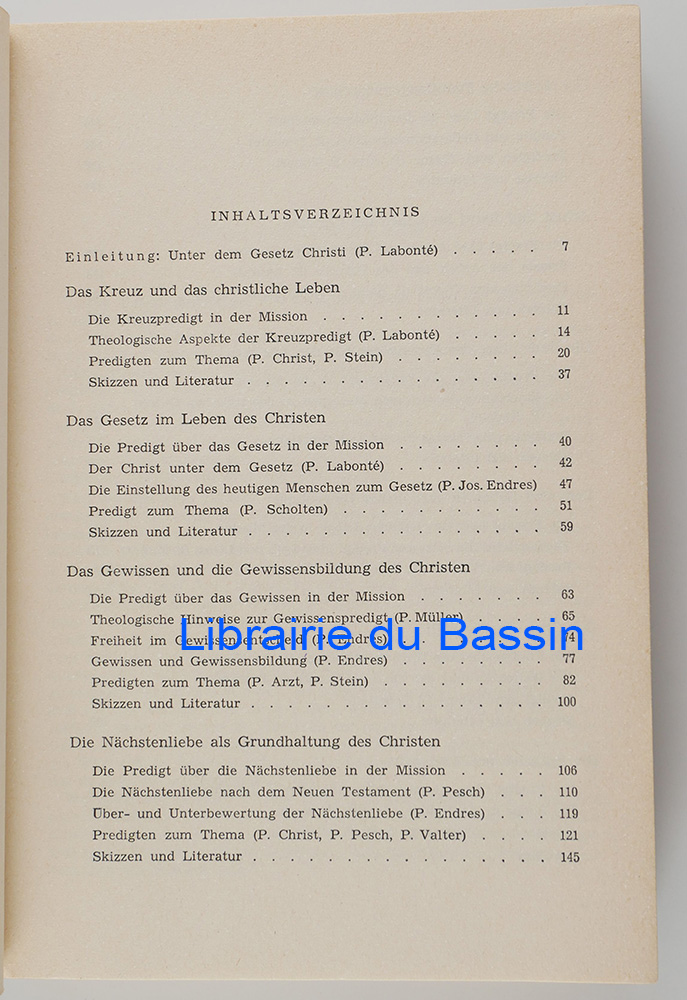 INHALTSVERZEICHNIS
Einleitung: Unter dem Gesetz Christi (P. Labonté) . . . . . 7
Das Kreuz und das christliche Leben
Die Kreuzpredigt in der Mission . . . . . . . . . . . . 11
Theologische Aspekte der Kreuzpredigt (P. Labonté) . . . . . 14
Predigten zum Thema (P. Christ, P. Stein) . . . . . . . . 20
Skizzen und Literatur . . . . . . . . . . . . . . . . 37
Das Gesetz im Leben des Christen
Die Predigt über das Gesetz in der Mission . . . . . . . . 40
Der Christ unter dem Gesetz (P. Labonté) . . . . . . . . 42
Die Einstellung des heutigen Menschen zum Gesetz (P. Jos. Endres) 47
Predigt zum Thema (P. Scholten) . . . . . . . . . . . 51
Skizzen und Literatur . . . . . . . . . . . . . . . . 59
Das Gewissen und die Gewissensbildung des Christen
Die Predigt über das Gewissen in der Mission . . . . . . . 63
Theologische Hinweise zur Gewissenspredigt (P. Müller) . . . . 65
Freiheit im Gewissensentscheid (P. Endres) . . . . . . . . 74
Librairie du Bassin
Gewissen und Gewissensbildung (P. Endres) . . . . . . . . 77
Predigten zum Thema (P. Arzt, P. Stein) . . . . . . . . . 82
Skizzen und Literatur . . . . . . . . . . . . . . . . 100
Die Nächstenliebe als Grundhaltung des Christen
Die Predigt über die Nächstenliebe in der Mission . . . . . 106
Die Nächstenliebe nach dem Neuen Testament (P. Pesch) . . . 110
Über- und Unterbewertung der Nächstenliebe (P. Endres) . . . 119
Predigten zum Thema (P. Christ, P. Pesch, P. Valter) . . . . 121
Skizzen und Literatur . . . . . . . . . . . . . . . . 145